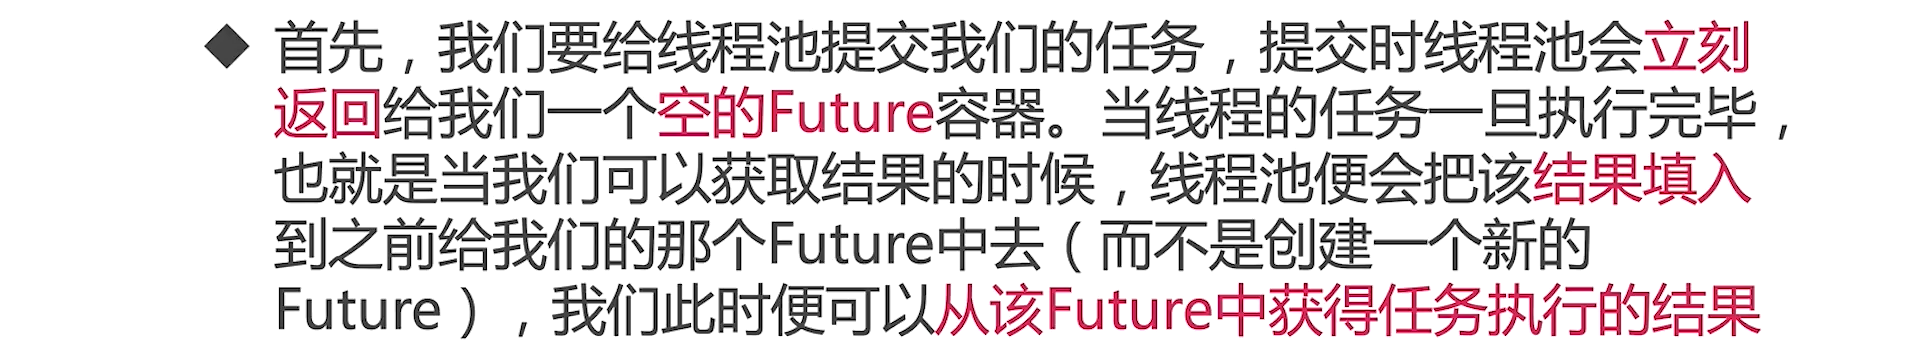 ◆ 首先，我们要给线程池提交我们的任务，提交时线程池会立刻
返回给我们一个空的Future容器。当线程的任务一旦执行完毕，
也就是当我们可以获取结果的时候，线程池便会把该结果填入
到之前给我们的那个Future中去（而不是创建一个新的
Future），我们此时便可以从该Future中获得任务执行的结果